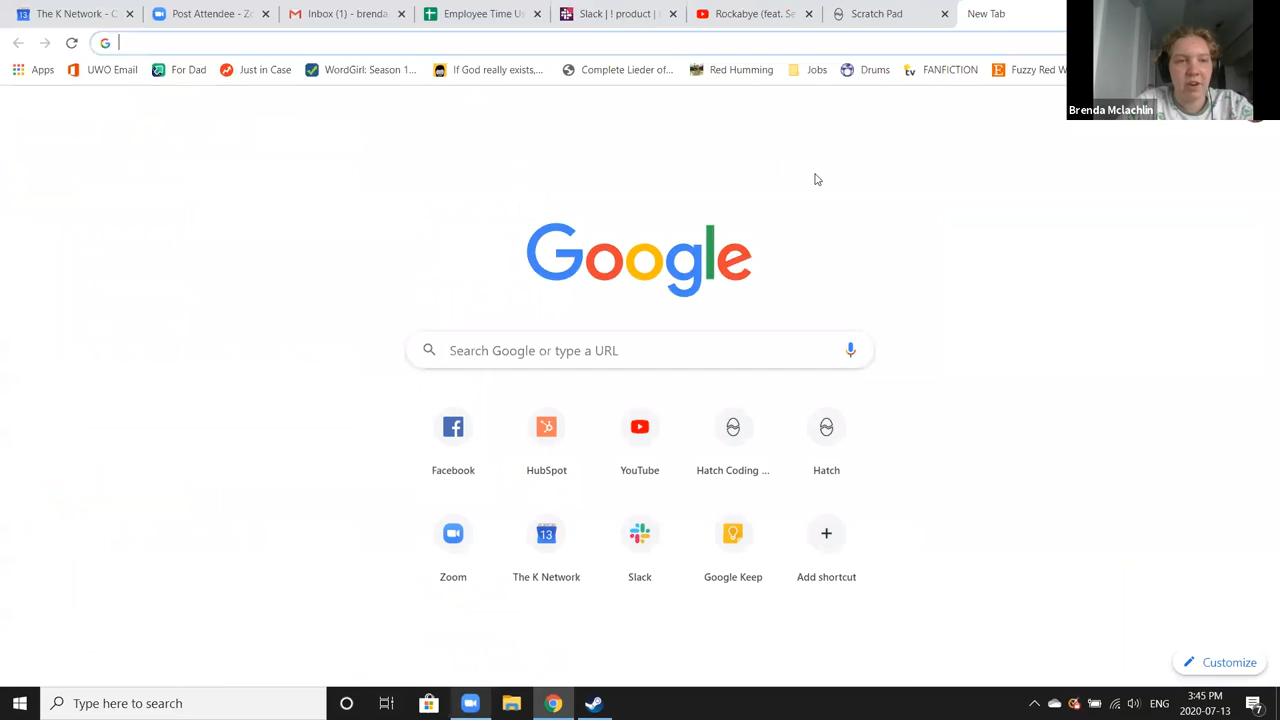 The K Network - C
Post Attendee - Zo
Inbox (1) - brenda
Employee Time Us
Slack | ! product |
Rockabye (feat. Se
Scratch Pad
New Tab
Apps
UWO Email
For Dad
Just in Case
WordGirl: Season 1...
If God really exists,...
Complete Lieder of...
Red Humming
Jobs
Drums
tv FANFICTION
Fuzzy Red W
Brenda Mclachlin
Google
Search Google or type a URL
Facebook
HubSpot
YouTube
Hatch Coding ...
Hatch
13
Zoom
The K Network
Slack
Google Keep
Add shortcut
Customize
Type here to search
ENG
3:45 PM
2020-07-13
7